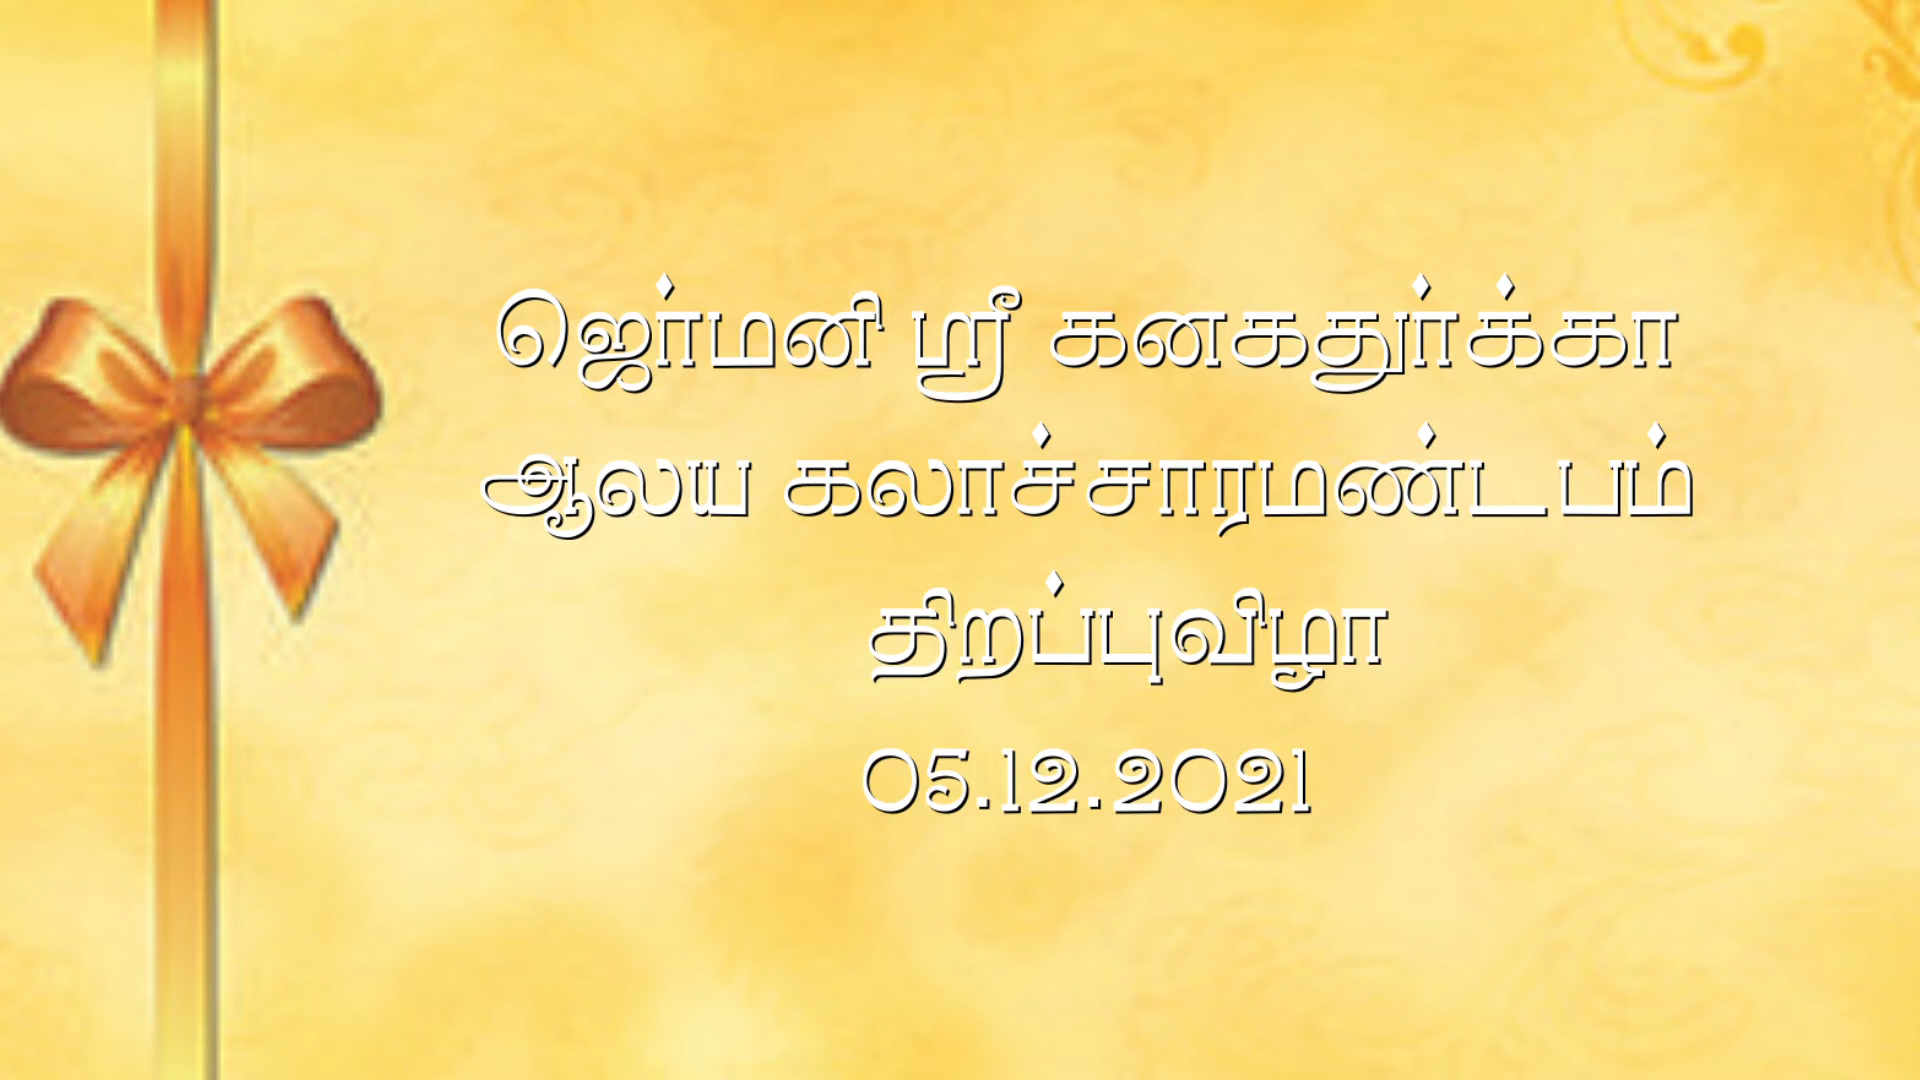 ஜெர்மனி ஸ்ரீ கனகதுர்க்கா
ஆலய கலாச்சாரமண்டபம்
திறப்புவிழா
05.12.2021